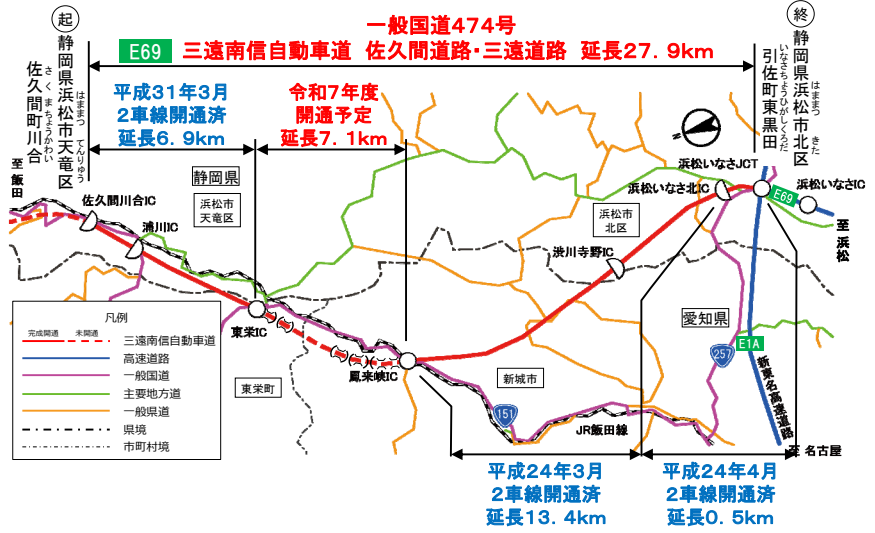 一般国道474号
E69 三遠南信自動車道 佐久間道路・三遠道路 延長27.9km
起
静岡県浜松市天竜区
はままつ てんりゅう
佐久間町川合
さくまちょうかわい
終
静岡県浜松市北区
はままつ きた
引佐町東黒田
いなさちょうひがしくろだ
平成31年3月
2車線開通済
延長6.9km
令和7年度
開通予定
延長7.1km
至 飯田
佐久間川合IC
浦川IC
静岡県
浜松市
天竜区
東栄IC
東栄町
鳳来峡IC
新城市
151
JR飯田線
渋川寺野IC
浜松市
北区
浜松いなさ北IC
浜松いなさJCT
浜松いなさIC
E69
至 浜松
愛知県
257
E1A
新東名高速道路
至 名古屋
N
凡例
完成開通 未開通
三遠南信自動車道
高速道路
一般国道
主要地方道
一般県道
県境
市町村境
平成24年3月
2車線開通済
延長13.4km
平成24年4月
2車線開通済
延長0.5km